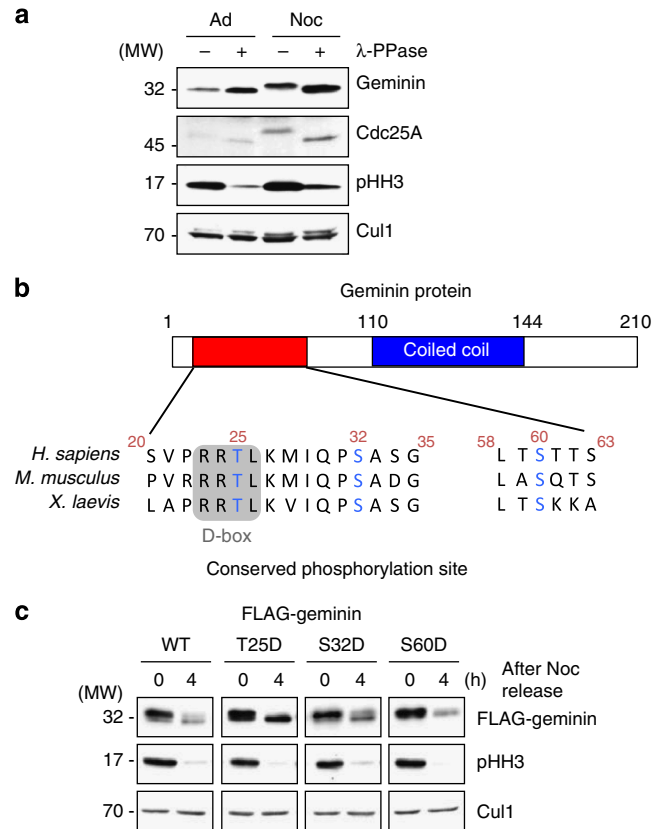 a
Ad Noc
(MW) – + – + λ-PPase
32 - Geminin
45 - Cdc25A
17 - pHH3
70 - Cul1
b
Geminin protein
1 110 144 210
Coiled coil
20 25 32 35 58 60 63
H. sapiens S V P R R T L K M I Q P S A S G L T S T T S
M. musculus P V R R R T L K M I Q P S A D G L A S Q T S
X. laevis L A P R R T L K V I Q P S A S G L T S K K A
D-box
Conserved phosphorylation site
c
FLAG-geminin
WT T25D S32D S60D
0 4 0 4 0 4 0 4 (h) After Noc release
(MW)
32 - FLAG-geminin
17 - pHH3
70 - Cul1